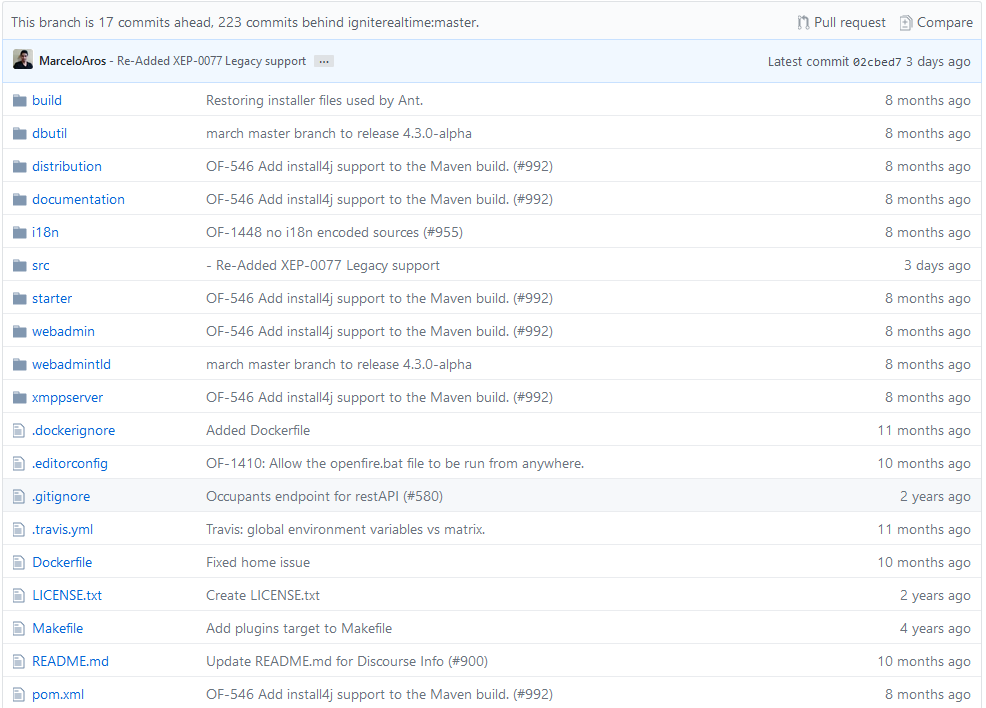 This branch is 17 commits ahead, 223 commits behind igniterealtime:master. Pull request Compare
MarceloAros - Re-Added XEP-0077 Legacy support ... Latest commit 02cbed7 3 days ago
build Restoring installer files used by Ant. 8 months ago
dbutil march master branch to release 4.3.0-alpha 8 months ago
distribution OF-546 Add install4j support to the Maven build. (#992) 8 months ago
documentation OF-546 Add install4j support to the Maven build. (#992) 8 months ago
i18n OF-1448 no i18n encoded sources (#955) 8 months ago
src - Re-Added XEP-0077 Legacy support 3 days ago
starter OF-546 Add install4j support to the Maven build. (#992) 8 months ago
webadmin OF-546 Add install4j support to the Maven build. (#992) 8 months ago
webadmintld march master branch to release 4.3.0-alpha 8 months ago
xmppserver OF-546 Add install4j support to the Maven build. (#992) 8 months ago
.dockerignore Added Dockerfile 11 months ago
.editorconfig OF-1410: Allow the openfire.bat file to be run from anywhere. 10 months ago
.gitignore Occupants endpoint for restAPI (#580) 2 years ago
.travis.yml Travis: global environment variables vs matrix. 11 months ago
Dockerfile Fixed home issue 10 months ago
LICENSE.txt Create LICENSE.txt 2 years ago
Makefile Add plugins target to Makefile 4 years ago
README.md Update README.md for Discourse Info (#900) 10 months ago
pom.xml OF-546 Add install4j support to the Maven build. (#992) 8 months ago